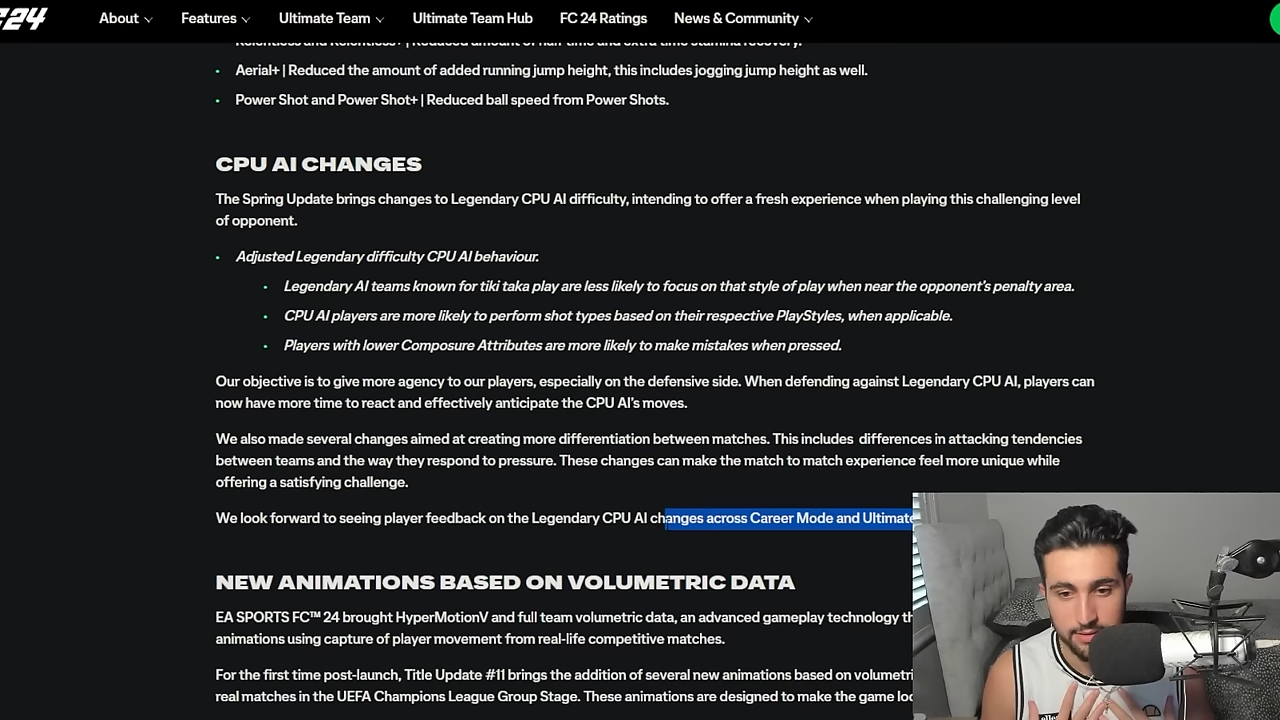 FC24
About
Features
Ultimate Team
Ultimate Team Hub
FC 24 Ratings
News & Community
Relentless and Relentless+ | Reduced amount of half-time and extra time stamina recovery.
• Aerial+ | Reduced the amount of added running jump height, this includes jogging jump height as well.
• Power Shot and Power Shot+ | Reduced ball speed from Power Shots.
CPU AI CHANGES
The Spring Update brings changes to Legendary CPU AI difficulty, intending to offer a fresh experience when playing this challenging level
of opponent.
• Adjusted Legendary difficulty CPU AI behaviour.
• Legendary AI teams known for tiki taka play are less likely to focus on that style of play when near the opponent's penalty area.
• CPU AI players are more likely to perform shot types based on their respective PlayStyles, when applicable.
• Players with lower Composure Attributes are more likely to make mistakes when pressed.
Our objective is to give more agency to our players, especially on the defensive side. When defending against Legendary CPU AI, players can
now have more time to react and effectively anticipate the CPU AI's moves.
We also made several changes aimed at creating more differentiation between matches. This includes differences in attacking tendencies
between teams and the way they respond to pressure. These changes can make the match to match experience feel more unique while
offering a satisfying challenge.
We look forward to seeing player feedback on the Legendary CPU AI changes across Career Mode and Ultimate
NEW ANIMATIONS BASED ON VOLUMETRIC DATA
EA SPORTS FC™ 24 brought HyperMotionV and full team volumetric data, an advanced gameplay technology th
animations using capture of player movement from real-life competitive matches.
For the first time post-launch, Title Update #11 brings the addition of several new animations based on volumetri
real matches in the UEFA Champions League Group Stage. These animations are designed to make the game loo